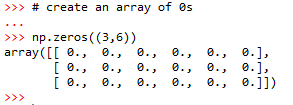 >>> # create an array of 0s
...
>>> np.zeros((3,6))
array([[ 0., 0., 0., 0., 0., 0.],
       [ 0., 0., 0., 0., 0., 0.],
       [ 0., 0., 0., 0., 0., 0.]])
>>>